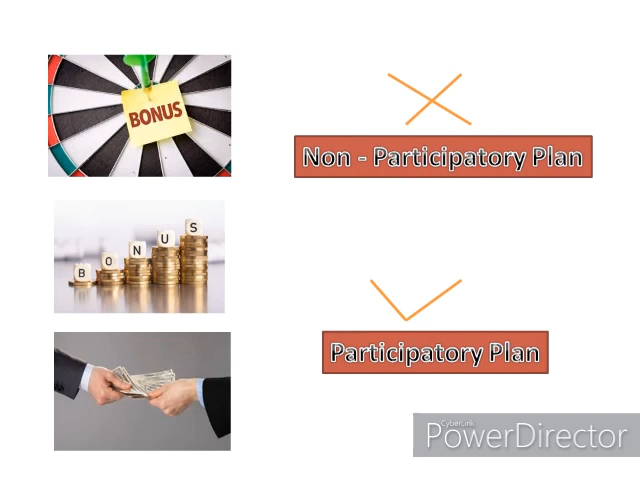 BONUS
Non - Participatory Plan
B O N U S
Participatory Plan
CyberLink
PowerDirector